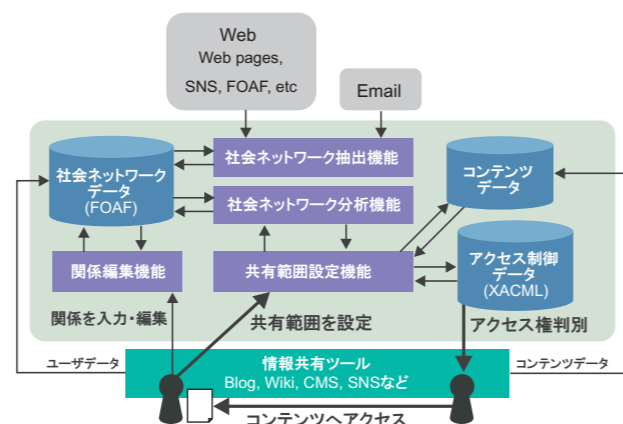 Web
Web pages,
SNS, FOAF, etc
Email
社会ネットワーク
データ
(FOAF)
社会ネットワーク抽出機能
社会ネットワーク分析機能
コンテンツ
データ
関係編集機能
共有範囲設定機能
アクセス制御
データ
(XACML)
関係を入力・編集
共有範囲を設定
アクセス権判別
ユーザデータ
情報共有ツール
Blog, Wiki, CMS, SNSなど
コンテンツデータ
コンテンツへアクセス